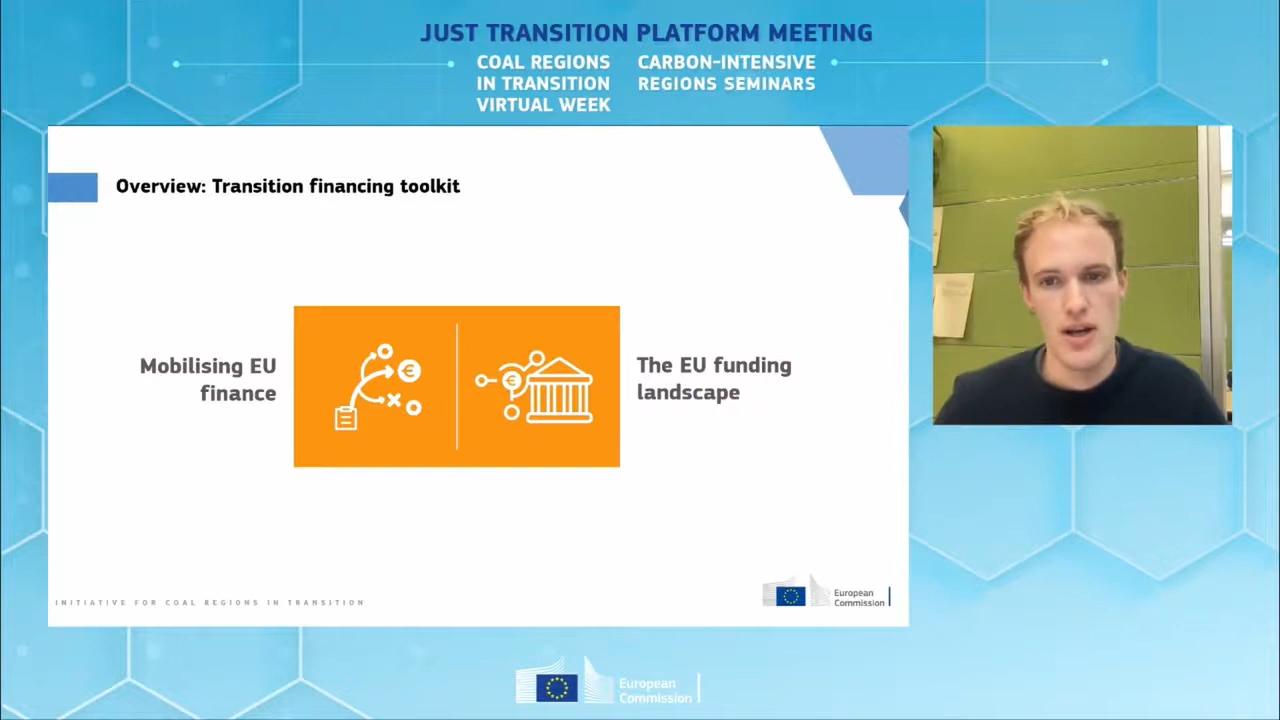 JUST TRANSITION PLATFORM MEETING
COAL REGIONS
IN TRANSITION
VIRTUAL WEEK
CARBON-INTENSIVE
REGIONS SEMINARS
Overview: Transition financing toolkit
Mobilising EU
finance
€
€
The EU funding
landscape
INITIATIVE FOR COAL REGIONS IN TRANSITION
European
Commission
European
Commission